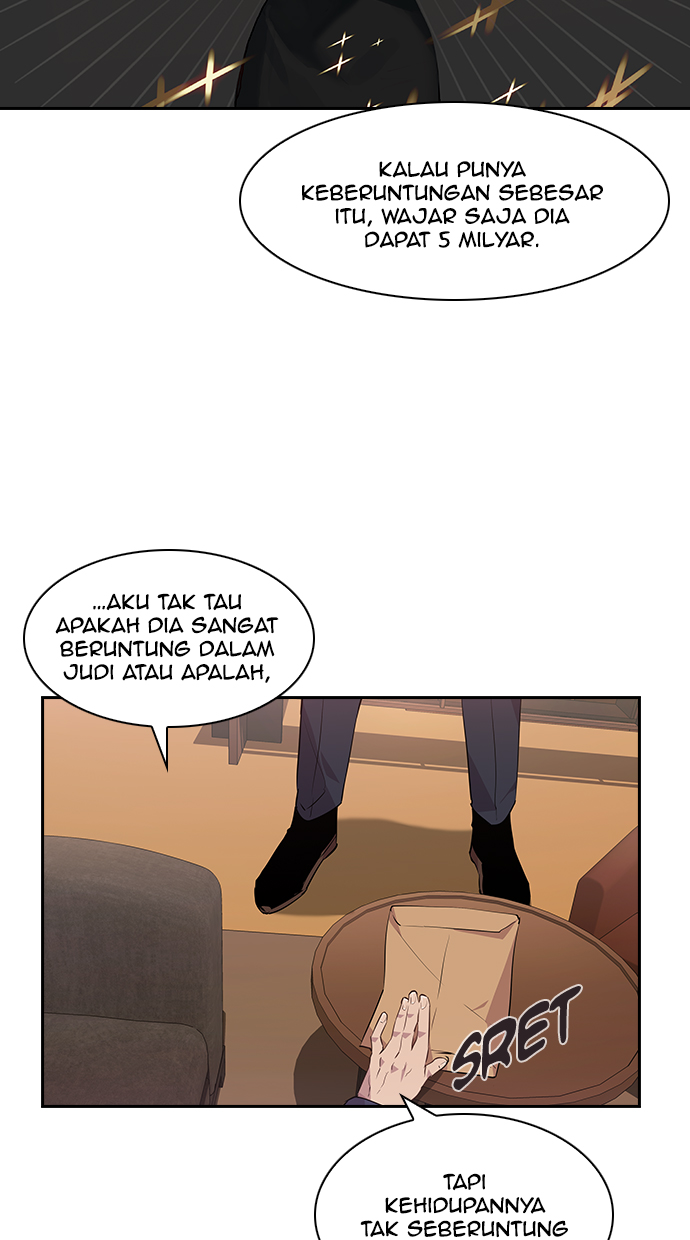 KALAU PUNYA
KEBERUNTUNGAN SEBESAR
ITU, WAJAR SAJA DIA
DAPAT 5 MILYAR.
...AKU TAK TAU
APAKAH DIA SANGAT
BERUNTUNG DALAM
JUDI ATAU APALAH,
SRET
TAPI
KEHIDUPANNYA
TAK SEBERUNTUNG